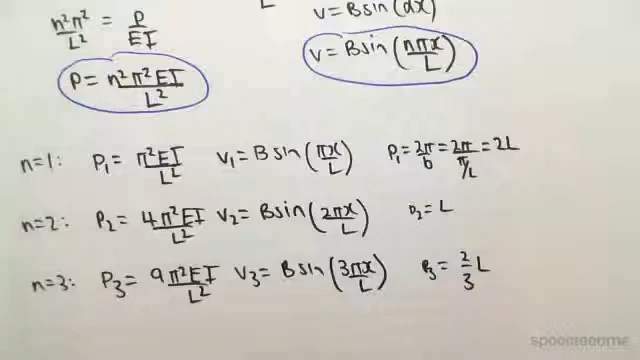 n²π²/L² = P/EI
V = Bsin(αx)
P = n²π²EI/L²
V = Bsin(nπx/L)
n=1: P₁ = π²EI/L² V₁ = Bsin(πx/L) P₁ = 2π/b = 2π/π/L = 2L
n=2: P₂ = 4π²EI/L² V₂ = Bsin(2πx/L) P₂ = L
n=3: P₃ = 9π²EI/L² V₃ = Bsin(3πx/L) P₃ = 2/3 L